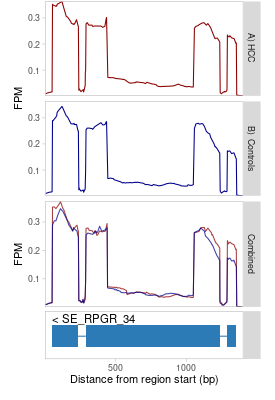 0.3
0.2
0.1
A) HCC
FPM
0.3
0.2
0.1
B) Controls
0.3
0.2
0.1
Combined
FPM
< SE_RPGR_34
500 1000
Distance from region start (bp)